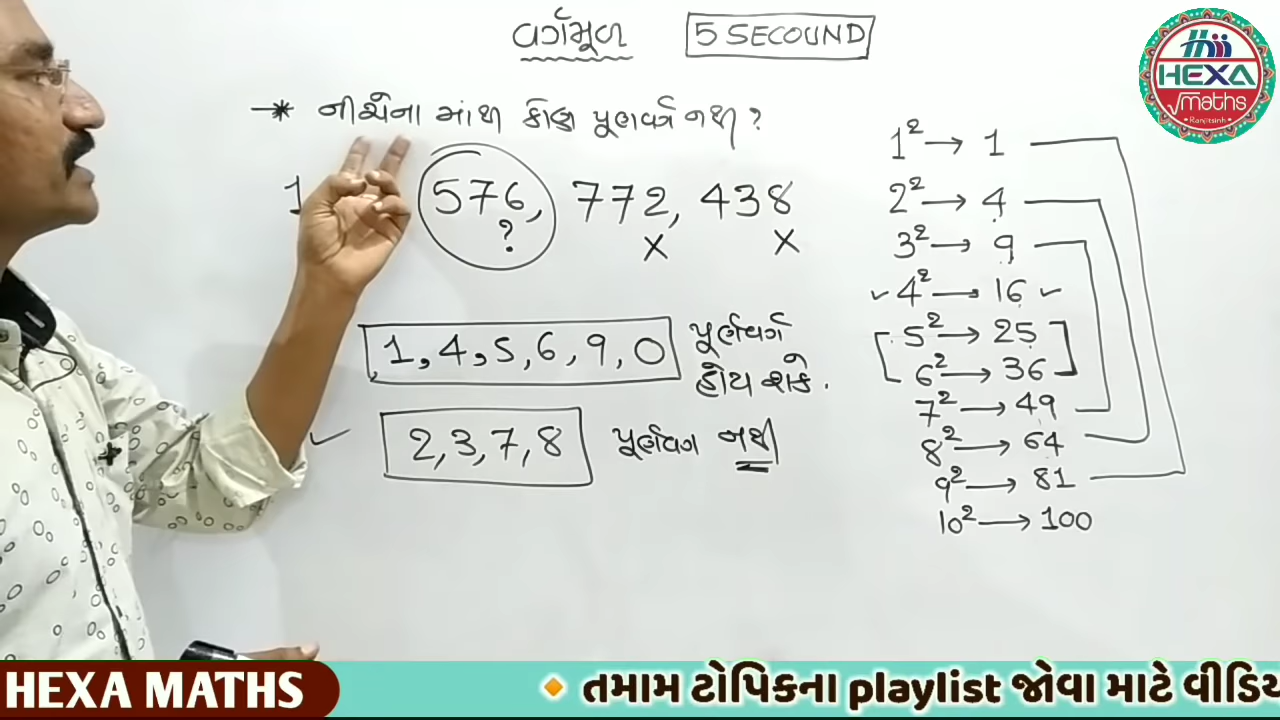 વર્ગમૂળ 5 SECOUND
→* નીચેના માંથી કોણ પૂર્ણવર્ગ નથી ?
1 576, 772, 438
? X X
1, 4, 5, 6, 9, 0 પૂર્ણવર્ગ
હોય શકે.
✓ 2, 3, 7, 8 પૂર્ણવર્ગ નથી
1² → 1
2² → 4
3² → 9
✓ 4² → 16 ✓
5² → 25
6² → 36
7² → 49
8² → 64
9² → 81
10² → 100
HEXA
√maths
Ranjitsinh
HEXA MATHS 🔸 તમામ ટોપિકના playlist જોવા માટે